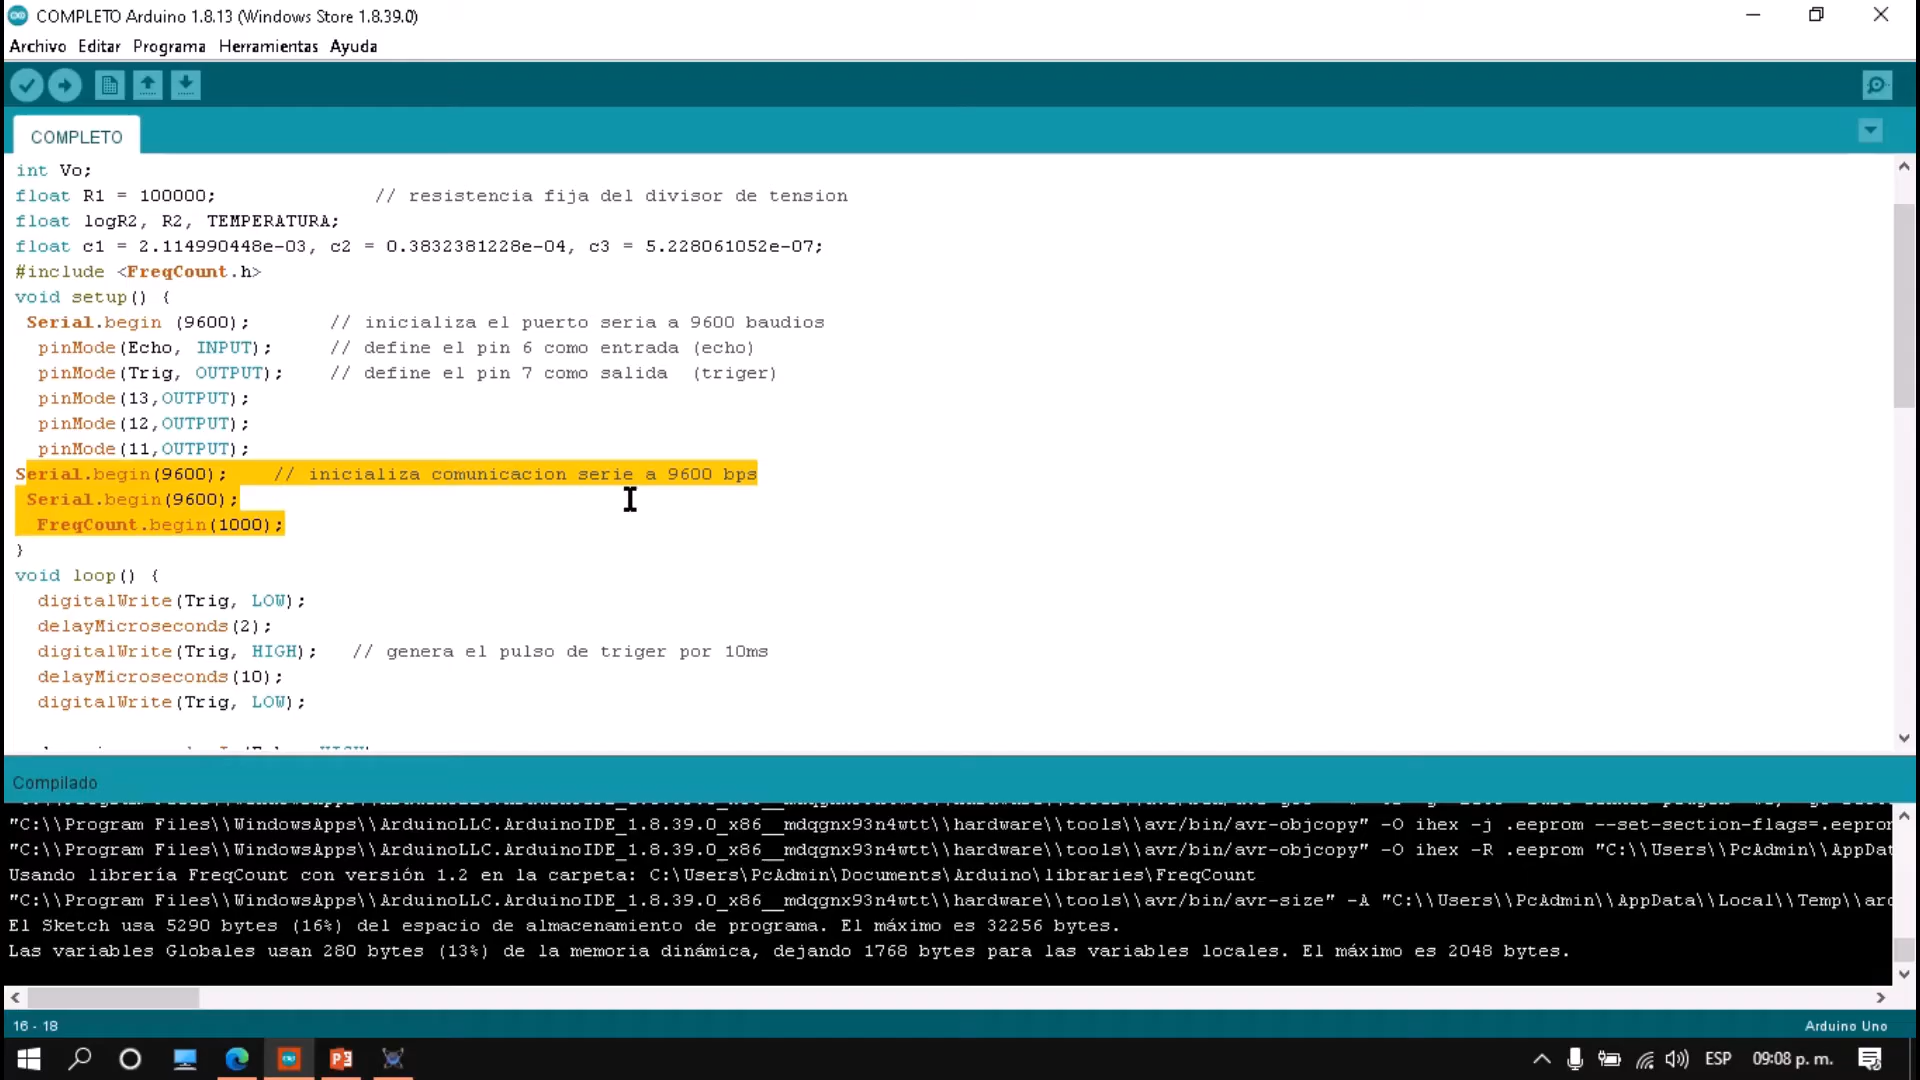 COMPLETO Arduino 1.8.13 (Windows Store 1.8.39.0)
Archivo Editar Programa Herramientas Ayuda
COMPLETO
int Vo;
float R1 = 100000; // resistencia fija del divisor de tension
float logR2, R2, TEMPERATURA;
float c1 = 2.114990448e-03, c2 = 0.3832381228e-04, c3 = 5.228061052e-07;
#include <FreqCount.h>
void setup() {
Serial.begin (9600); // inicializa el puerto seria a 9600 baudios
pinMode(Echo, INPUT); // define el pin 6 como entrada (echo)
pinMode(Trig, OUTPUT); // define el pin 7 como salida (triger)
pinMode(13,OUTPUT);
pinMode(12,OUTPUT);
pinMode(11,OUTPUT);
Serial.begin(9600); // inicializa comunicacion serie a 9600 bps
Serial.begin(9600);
FreqCount.begin(1000);
}
void loop() {
digitalWrite(Trig, LOW);
delayMicroseconds(2);
digitalWrite(Trig, HIGH); // genera el pulso de triger por 10ms
delayMicroseconds(10);
digitalWrite(Trig, LOW);
Compilado
"C:\\Program Files\\WindowsApps\\ArduinoLLC.ArduinoIDE_1.8.39.0_x86__mdqgnx93n4wtt\\hardware\\tools\\avr/bin/avr-objcopy" -O ihex -j .eeprom --set-section-flags=.eepror
"C:\\Program Files\\WindowsApps\\ArduinoLLC.ArduinoIDE_1.8.39.0_x86__mdqgnx93n4wtt\\hardware\\tools\\avr/bin/avr-objcopy" -O ihex -R .eeprom "C:\\Users\\PcAdmin\\AppDat
Usando librería FreqCount con versión 1.2 en la carpeta: C:\Users\PcAdmin\Documents\Arduino\libraries\FreqCount
"C:\\Program Files\\WindowsApps\\ArduinoLLC.ArduinoIDE_1.8.39.0_x86__mdqgnx93n4wtt\\hardware\\tools\\avr/bin/avr-size" -A "C:\\Users\\PcAdmin\\AppData\\Local\\Temp\\arc
El Sketch usa 5290 bytes (16%) del espacio de almacenamiento de programa. El máximo es 32256 bytes.
Las variables Globales usan 280 bytes (13%) de la memoria dinámica, dejando 1768 bytes para las variables locales. El máximo es 2048 bytes.
16 - 18
Arduino Uno
ESP
09:08 p. m.